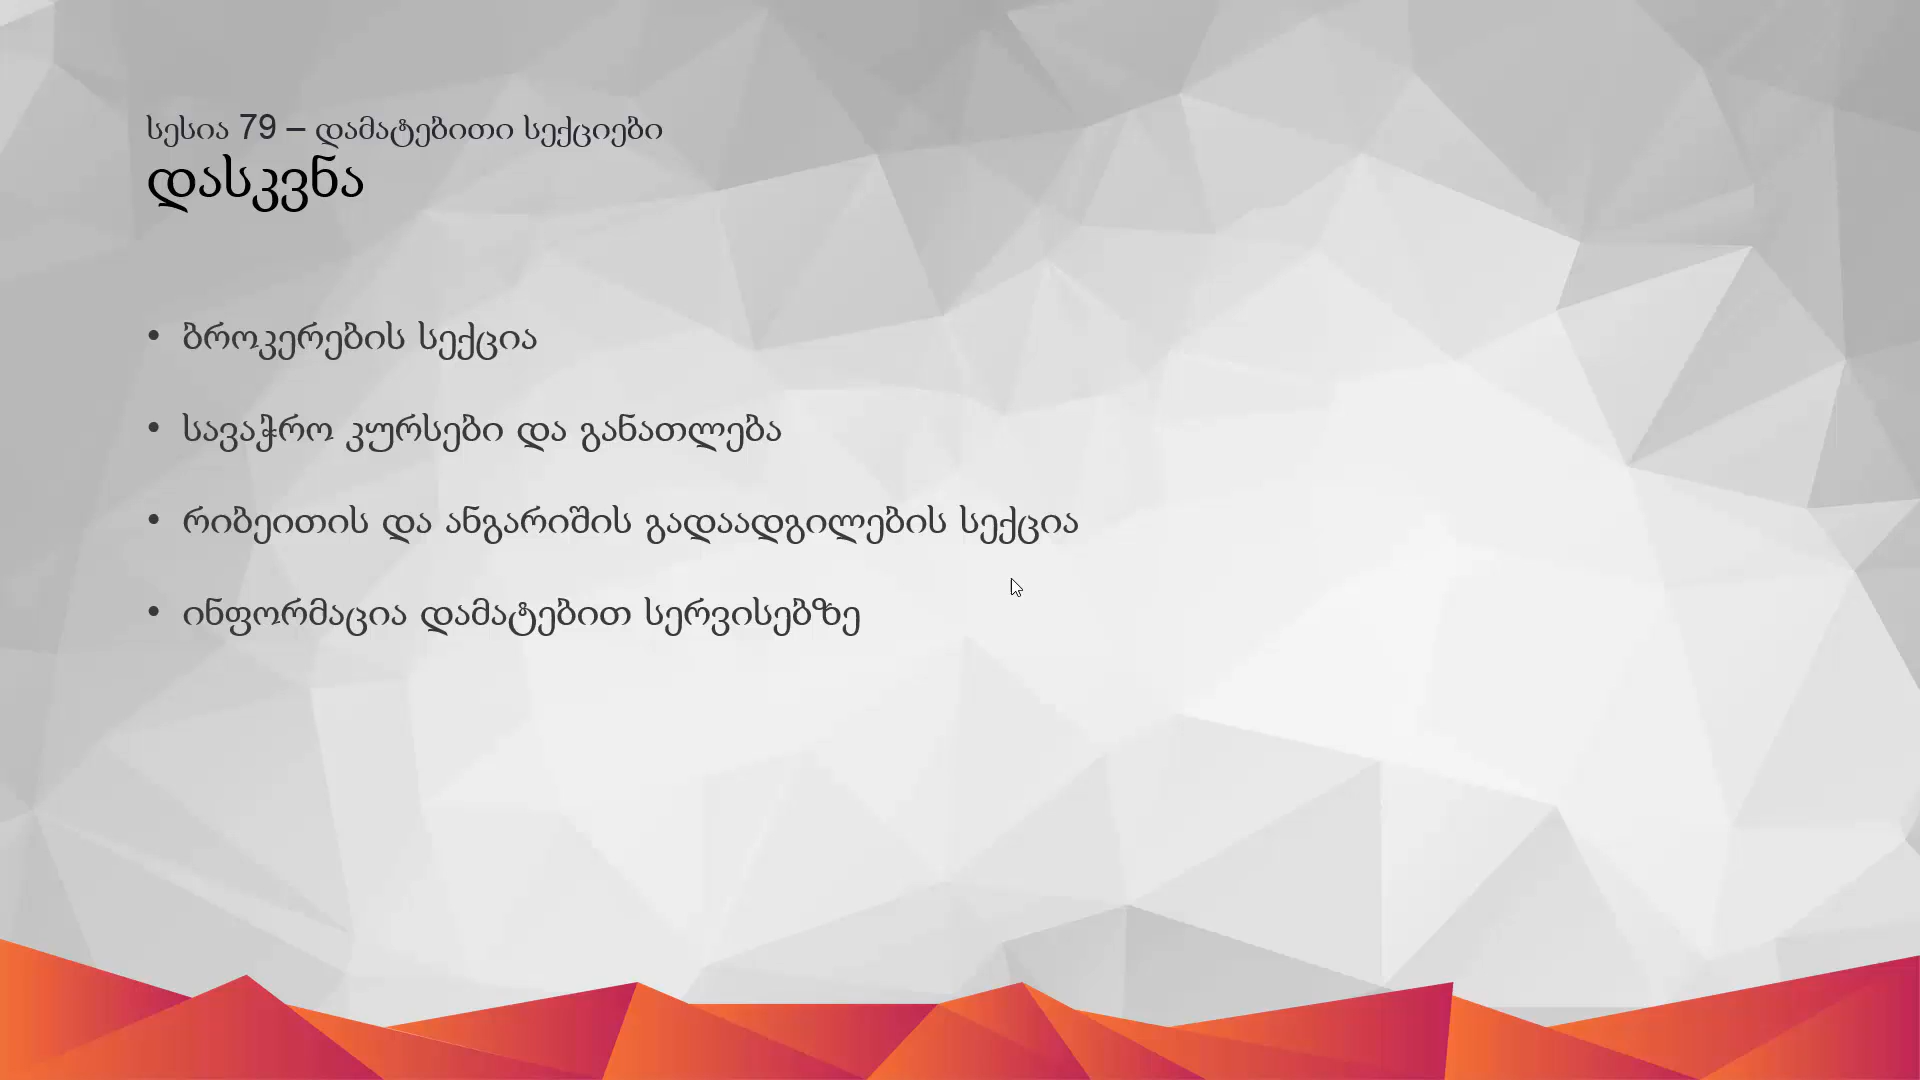 სესია 79 – დამატებითი სექციები
დასკვნა
• ბროკერების სექცია
• სავაჭრო კურსები და განათლება
• რიბეითის და ანგარიშის გადაადგილების სექცია
• ინფორმაცია დამატებით სერვისებზე